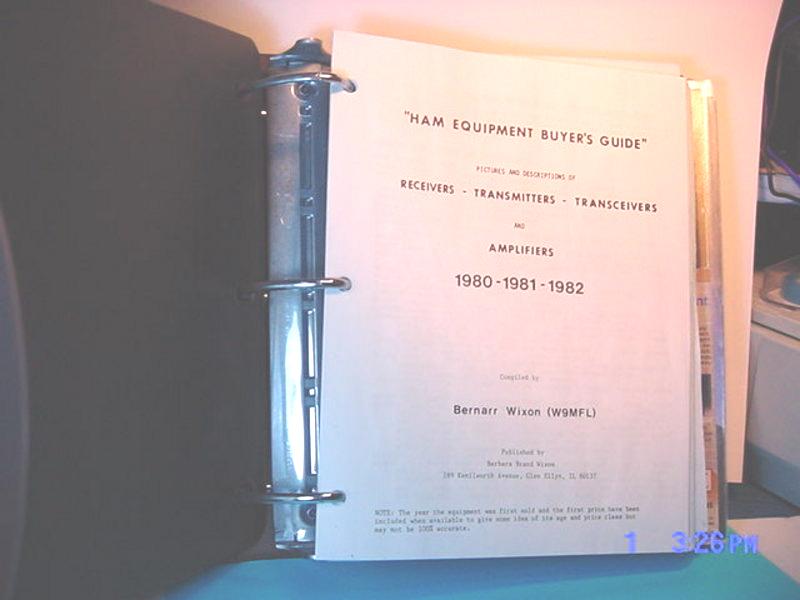 "HAM EQUIPMENT BUYER'S GUIDE"
PICTURES AND DESCRIPTIONS OF
RECEIVERS - TRANSMITTERS - TRANSCEIVERS
AND
AMPLIFIERS
1980-1981-1982
Compiled by
Bernarr Wixon (W9MFL)
Published by
Barbara Brand Wixon
289 Kenilworth Avenue, Glen Ellyn, IL 60137
NOTE: The year the equipment was first sold and the first price have been
included when available to give some idea of its age and price class but
may not be 100% accurate.
1 3:26PM
nt